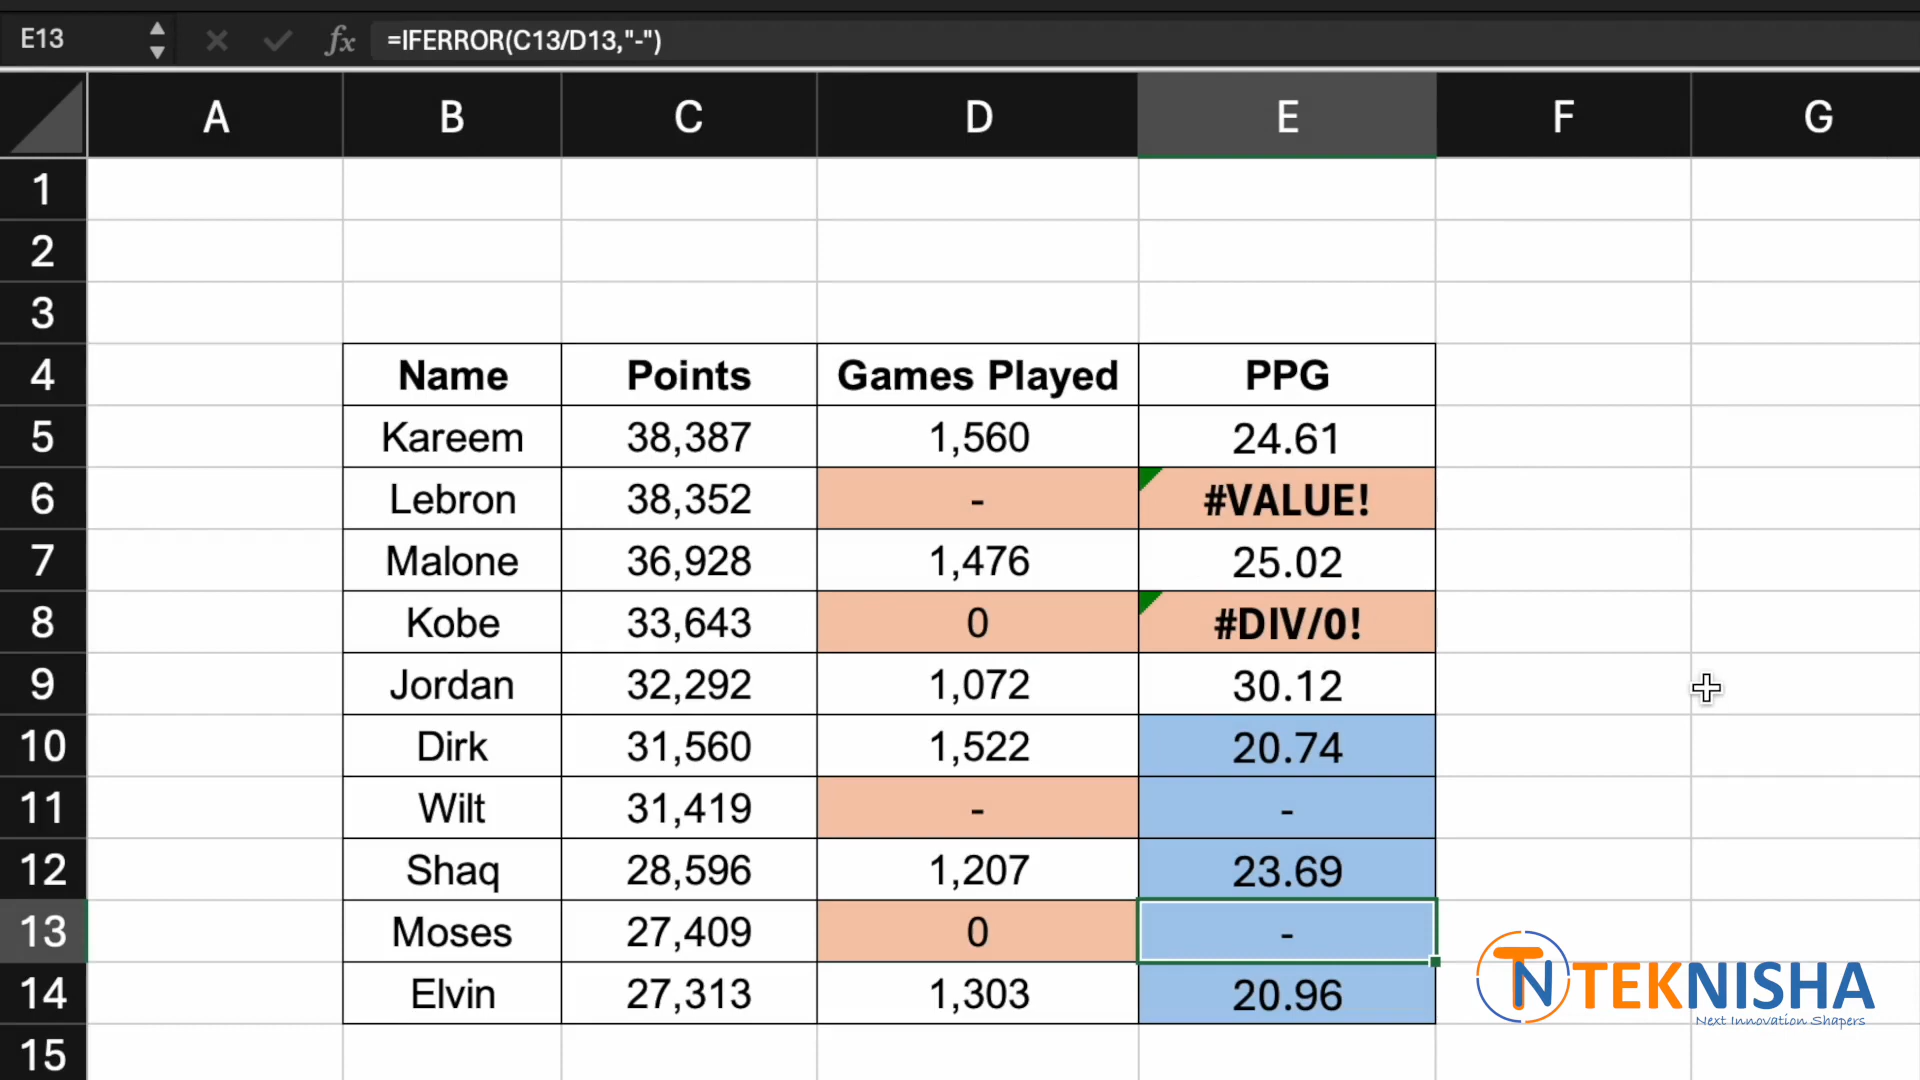 E13 fx =IFERROR(C13/D13,"-")
A B C D E F G
1
2
3
4 Name Points Games Played PPG
5 Kareem 38,387 1,560 24.61
6 Lebron 38,352 - #VALUE!
7 Malone 36,928 1,476 25.02
8 Kobe 33,643 0 #DIV/0!
9 Jordan 32,292 1,072 30.12
10 Dirk 31,560 1,522 20.74
11 Wilt 31,419 - -
12 Shaq 28,596 1,207 23.69
13 Moses 27,409 0 -
14 Elvin 27,313 1,303 20.96
15
TN TEKNISHA
Next Innovation Shapers